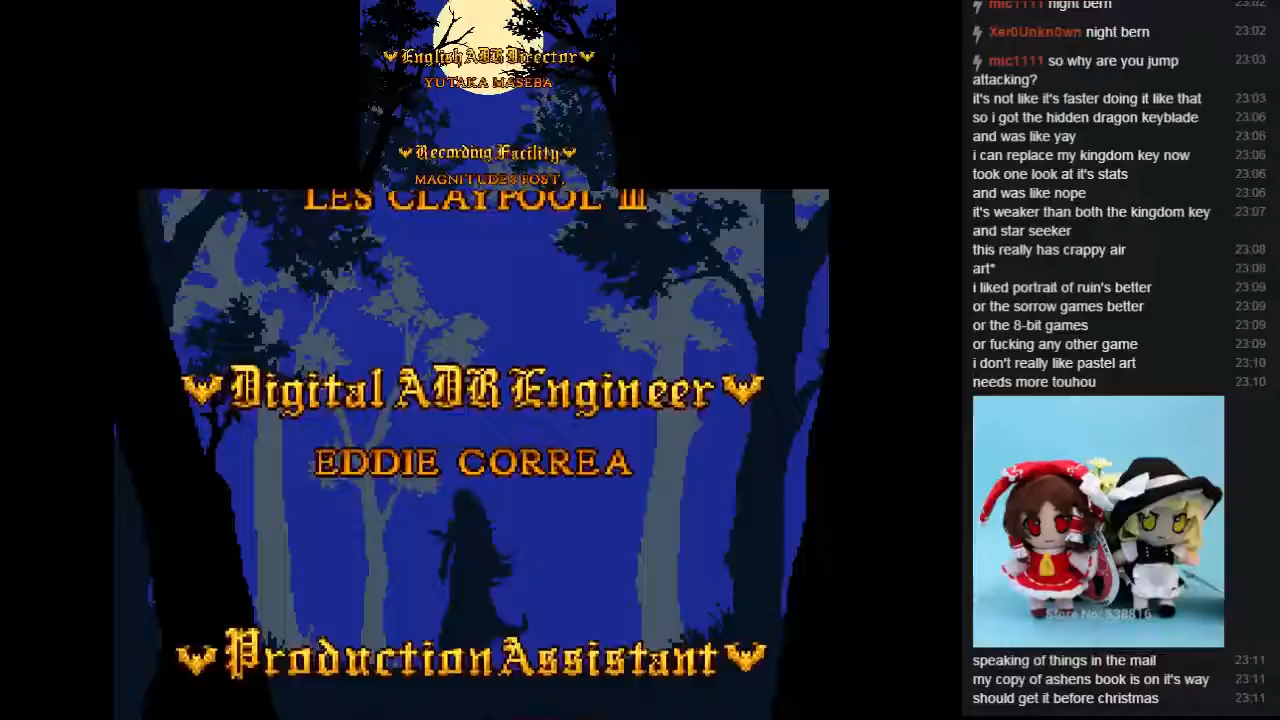 English ADR Director
YUTAKA MASEBA
Recording Facility
MAGNITUDE 8 POST.
LES CLAYPOOL III
Digital ADR Engineer
EDDIE CORREA
Production Assistant
mic1111 night bern 23:02
Xer0Unkn0wn night bern 23:02
mic1111 so why are you jump 23:03
attacking?
it's not like it's faster doing it like that 23:03
so i got the hidden dragon keyblade 23:06
and was like yay 23:06
i can replace my kingdom key now 23:06
took one look at it's stats 23:06
and was like nope 23:06
it's weaker than both the kingdom key 23:07
and star seeker
this really has crappy air 23:08
art* 23:08
i liked portrait of ruin's better 23:09
or the sorrow games better 23:09
or the 8-bit games 23:09
or fucking any other game 23:09
i don't really like pastel art 23:10
needs more touhou 23:10
Store No: 538816
speaking of things in the mail 23:11
my copy of ashens book is on it's way 23:11
should get it before christmas 23:11